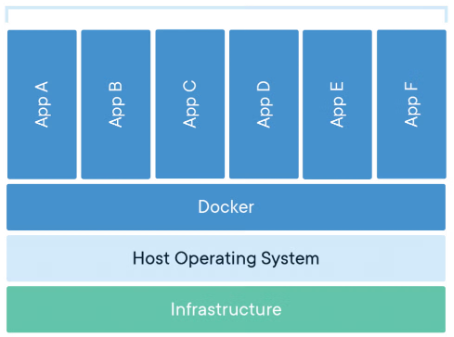 App A
App B
App C
App D
App E
App F
Docker
Host Operating System
Infrastructure